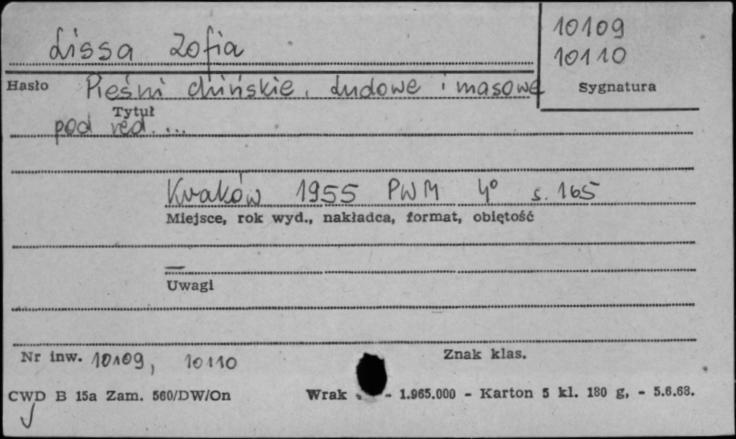 Lissa Zofia
10109
10110
Hasło
Pieśni chińskie, ludowe i masowe
Sygnatura
Tytuł
pod red. ...
Kraków 1955 PWM 4° s. 165
Miejsce, rok wyd., nakładca, format, obiętość
—
Uwagi
Nr inw. 10109, 10110
Znak klas.
CWD B 15a Zam. 560/DW/On
Wrak - 1.965.000 - Karton 5 kl. 180 g, - 5.6.68.